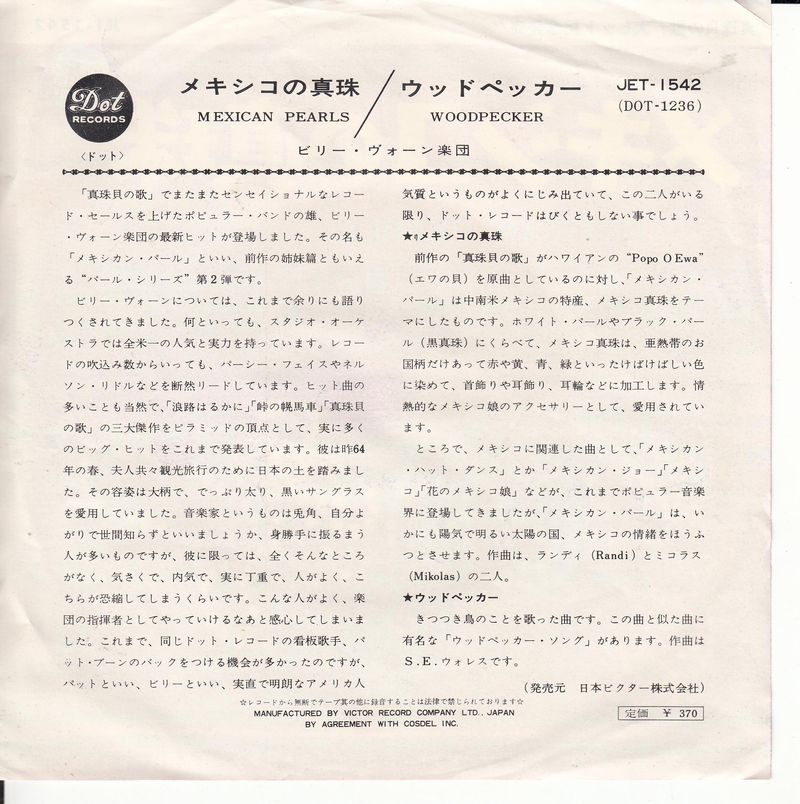 Dot
RECORDS
〈ドット〉
メキシコの真珠/ウッドペッカー
MEXICAN PEARLS WOODPECKER
ビリー・ヴォーン楽団
JET-1542
(DOT-1236)
「真珠貝の歌」でまたまたセンセイショナルなレコー
ド・セールスを上げたポピュラー・バンドの雄、ビリー
・ヴォーン楽団の最新ヒットが登場しました。その名も
「メキシカン・パール」といい、前作の姉妹篇ともいえ
る“パール・シリーズ”第2弾です。
ビリー・ヴォーンについては、これまで余りにも語り
つくされてきました。何といっても、スタジオ・オーケ
ストラでは全米一の人気と実力を持っています。レコー
ドの吹込み数からいっても、パーシー・フェイスやネル
ソン・リドルなどを断然リードしています。ヒット曲の
多いことも当然で、「浪路はるかに」「峠の幌馬車」「真珠貝
の歌」の三大傑作をピラミッドの頂点として、実に多く
のビッグ・ヒットをこれまで発表しています。彼は昨64
年の春、夫人共々観光旅行のために日本の土を踏みまし
た。その容姿は大柄で、でっぷり太り、黒いサングラス
を愛用していました。音楽家というものは兎角、自分よ
がりで世間知らずといいましょうか、身勝手に振るまう
人が多いものですが、彼に限っては、全くそんなところ
がなく、気さくで、内気で、実に丁重で、人がよく、こ
ちらが恐縮してしまうくらいです。こんな人がよく、楽
団の指揮者としてやっていけるなあと感心してしまいま
した。これまで、同じドット・レコードの看板歌手、パ
ット・ブーンのバックをつける機会が多かったのですが、
パットといい、ビリーといい、実直で明朗なアメリカ人
気質というものがよくにじみ出ていて、この二人がいる
限り、ドット・レコードはびくともしない事でしょう。
★メキシコの真珠
前作の「真珠貝の歌」がハワイアンの“Popo O Ewa”
(エワの貝)を原曲としているのに対し、「メキシカン・
パール」は中南米メキシコの特産、メキシコ真珠をテー
マにしたものです。ホワイト・パールやブラック・パー
ル(黒真珠)にくらべて、メキシコ真珠は、亜熱帯のお
国柄だけあって赤や黄、青、緑といったけばけばしい色
に染めて、首飾りや耳飾り、耳輪などに加工します。情
熱的なメキシコ娘のアクセサリーとして、愛用されてい
ます。
ところで、メキシコに関連した曲として、「メキシカン
・ハット・ダンス」とか「メキシカン・ジョー」「メキシ
コ」「花のメキシコ娘」などが、これまでポピュラー音楽
界に登場してきましたが、「メキシカン・パール」は、い
かにも陽気で明るい太陽の国、メキシコの情緒をほうふ
つとさせます。作曲は、ランディ(Randi)とミコラス
(Mikolas)の二人。
★ウッドペッカー
きつつき鳥のことを歌った曲です。この曲と似た曲に
有名な「ウッドペッカー・ソング」があります。作曲は
S.E.ウォレスです。
(発売元 日本ビクター株式会社)
☆レコードから無断でテープ其の他に録音することは法律で禁じられております☆
MANUFACTURED BY VICTOR RECORD COMPANY LTD., JAPAN
BY AGREEMENT WITH COSDEL INC.
定価 ¥ 370